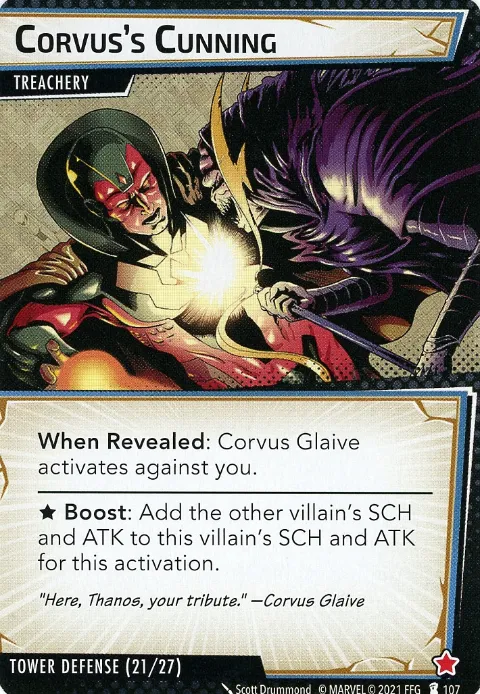 Corvus's Cunning
TREACHERY
When Revealed: Corvus Glaive
activates against you.
★ Boost: Add the other villain's SCH
and ATK to this villain's SCH and ATK
for this activation.
"Here, Thanos, your tribute." —Corvus Glaive
TOWER DEFENSE (21/27)
Scott Drummond © MARVEL © 2021 FFG 107